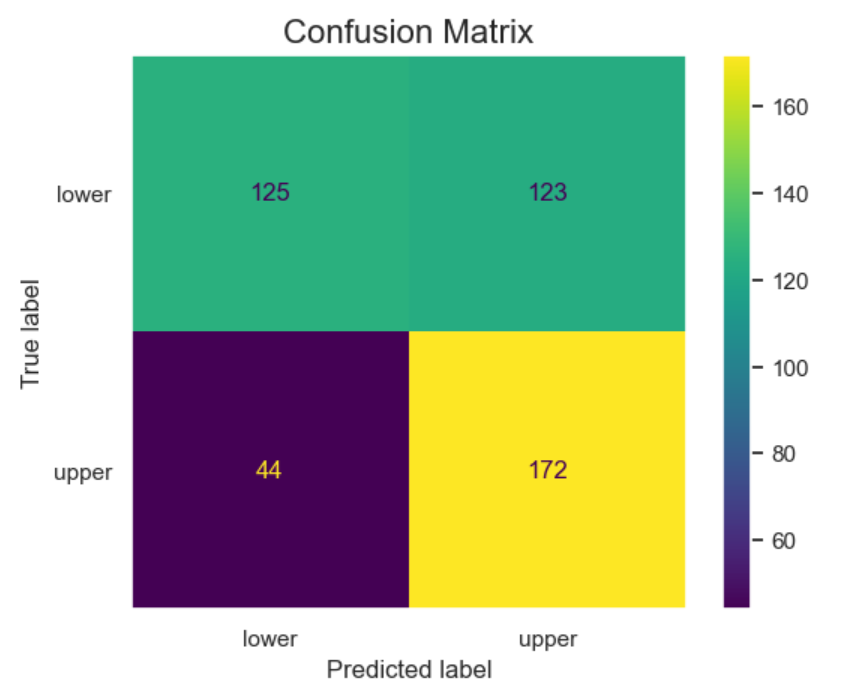 Confusion Matrix
True label
lower
125
123
upper
44
172
lower
upper
Predicted label
160
140
120
100
80
60